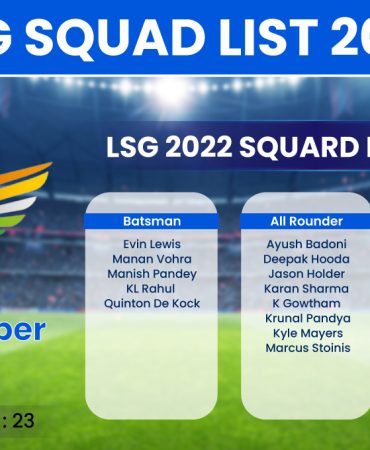 G SQUAD LIST 20
LSG 2022 SQUARD
Batsman
Evin Lewis
Manan Vohra
Manish Pandey
KL Rahul
Quinton De Kock
All Rounder
Ayush Badoni
Deepak Hooda
Jason Holder
Karan Sharma
K Gowtham
Krunal Pandya
Kyle Mayers
Marcus Stoinis
per
: 23